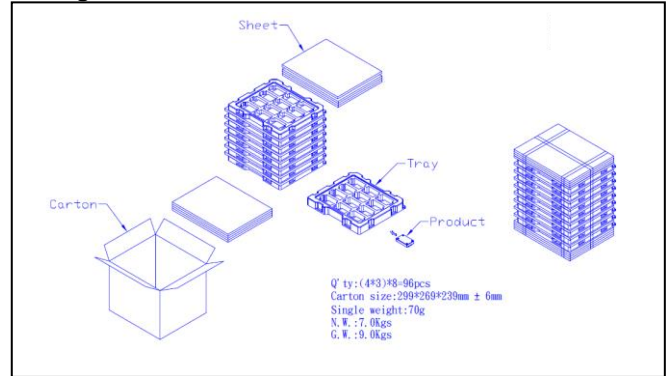 Sheet
Tray
Carton
Product
Q'ty:(4*3)*8=96pcs
Carton size:299*269*239mm ± 6mm
Single weight:70g
N.W.:7.0Kgs
G.W.:9.0Kgs